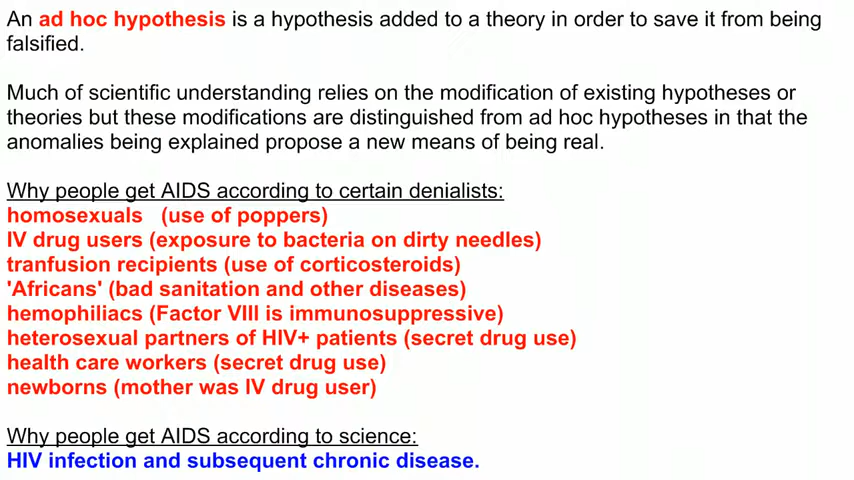 An ad hoc hypothesis is a hypothesis added to a theory in order to save it from being
falsified.
Much of scientific understanding relies on the modification of existing hypotheses or
theories but these modifications are distinguished from ad hoc hypotheses in that the
anomalies being explained propose a new means of being real.
Why people get AIDS according to certain denialists:
homosexuals (use of poppers)
IV drug users (exposure to bacteria on dirty needles)
tranfusion recipients (use of corticosteroids)
'Africans' (bad sanitation and other diseases)
hemophiliacs (Factor VIII is immunosuppressive)
heterosexual partners of HIV+ patients (secret drug use)
health care workers (secret drug use)
newborns (mother was IV drug user)
Why people get AIDS according to science:
HIV infection and subsequent chronic disease.